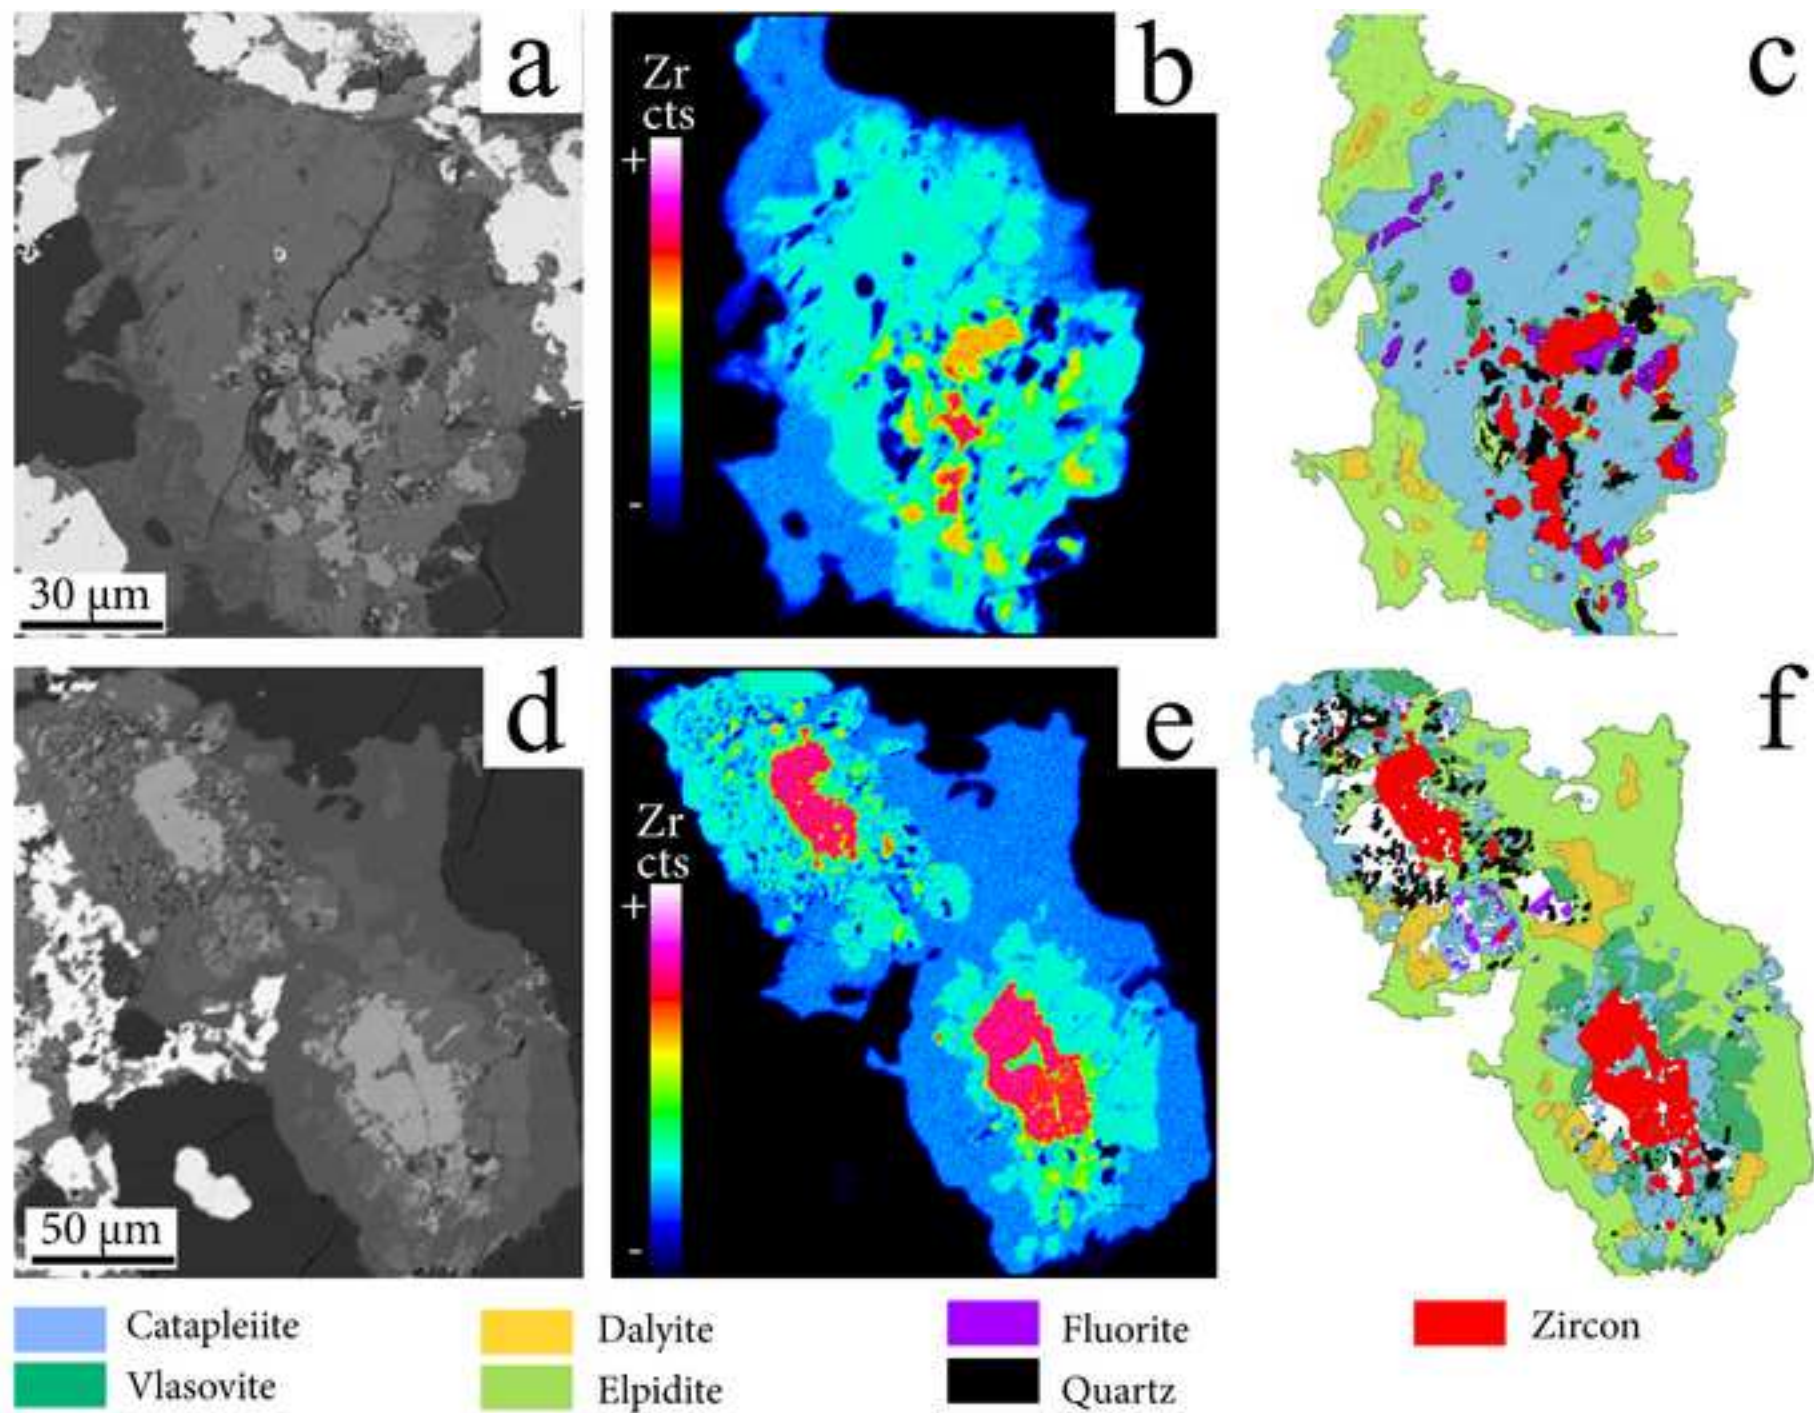 a
b
c
Zr
cts
+
-
30 μm
d
e
f
Zr
cts
+
-
50 μm
Catapleiite
Dalyite
Fluorite
Zircon
Vlasovite
Elpidite
Quartz